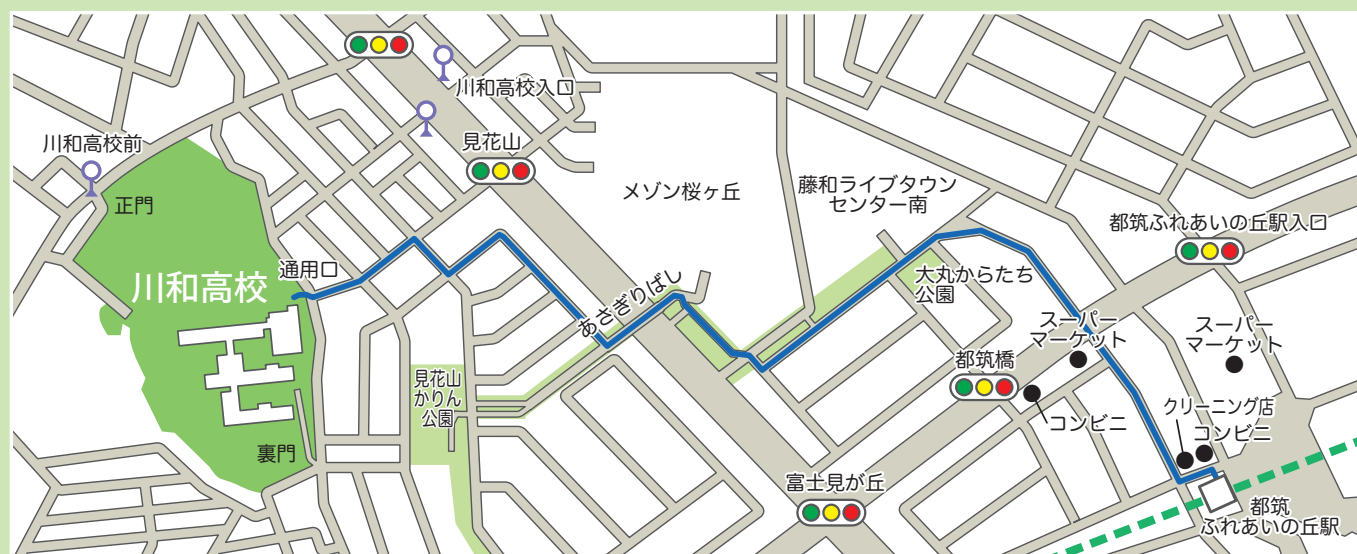 川和高校入口
川和高校前
見花山
正門
メゾン桜ヶ丘
藤和ライブタウン
センター南
都筑ふれあいの丘駅入口
通用口
川和高校
あさぎりばし
大丸からたち
公園
スーパー
マーケット
スーパー
マーケット
都筑橋
見花山
かりん
公園
コンビニ
クリーニング店
コンビニ
裏門
富士見が丘
都筑
ふれあいの丘駅